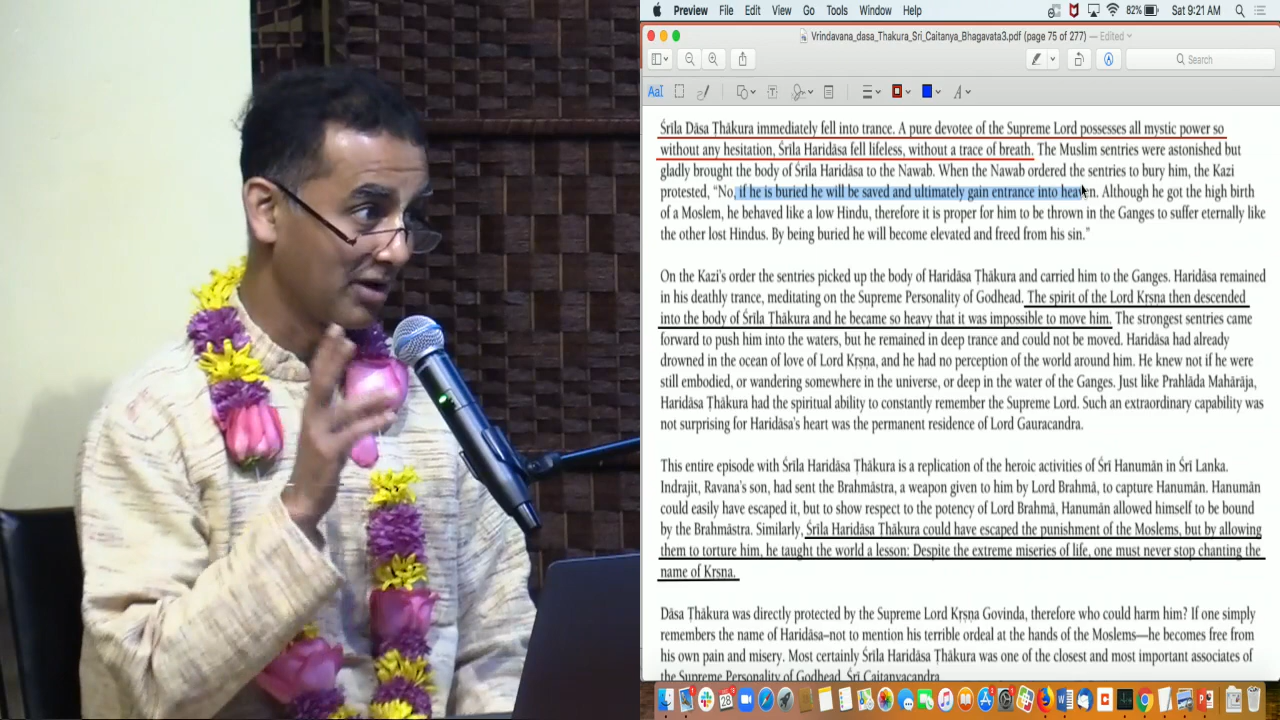 Preview File Edit View Go Tools Window Help 82% Sat 9:21 AM
Vrindavana_dasa_Thakura_Sri_Caitanya_Bhagavata3.pdf (page 75 of 277) — Edited
Search
AaI T A
Śrīla Dāsa Ṭhākura immediately fell into trance. A pure devotee of the Supreme Lord possesses all mystic power so
without any hesitation, Śrīla Haridāsa fell lifeless, without a trace of breath. The Muslim sentries were astonished but
gladly brought the body of Śrīla Haridāsa to the Nawab. When the Nawab ordered the sentries to bury him, the Kazi
protested, “No, if he is buried he will be saved and ultimately gain entrance into heaven. Although he got the high birth
of a Moslem, he behaved like a low Hindu, therefore it is proper for him to be thrown in the Ganges to suffer eternally like
the other lost Hindus. By being buried he will become elevated and freed from his sin.”
On the Kazi's order the sentries picked up the body of Haridāsa Ṭhākura and carried him to the Ganges. Haridāsa remained
in his deathly trance, meditating on the Supreme Personality of Godhead. The spirit of the Lord Kṛṣṇa then descended
into the body of Śrīla Ṭhākura and he became so heavy that it was impossible to move him. The strongest sentries came
forward to push him into the waters, but he remained in deep trance and could not be moved. Haridāsa had already
drowned in the ocean of love of Lord Kṛṣṇa, and he had no perception of the world around him. He knew not if he were
still embodied, or wandering somewhere in the universe, or deep in the water of the Ganges. Just like Prahlāda Mahārāja,
Haridāsa Ṭhākura had the spiritual ability to constantly remember the Supreme Lord. Such an extraordinary capability was
not surprising for Haridāsa's heart was the permanent residence of Lord Gauracandra.
This entire episode with Śrīla Haridāsa Ṭhākura is a replication of the heroic activities of Śrī Hanumān in Śrī Lanka.
Indrajit, Ravana's son, had sent the Brahmāstra, a weapon given to him by Lord Brahmā, to capture Hanumān. Hanumān
could easily have escaped it, but to show respect to the potency of Lord Brahmā, Hanumān allowed himself to be bound
by the Brahmāstra. Similarly, Śrīla Haridāsa Ṭhākura could have escaped the punishment of the Moslems, but by allowing
them to torture him, he taught the world a lesson: Despite the extreme miseries of life, one must never stop chanting the
name of Kṛṣṇa.
Dāsa Ṭhākura was directly protected by the Supreme Lord Kṛṣṇa Govinda, therefore who could harm him? If one simply
remembers the name of Haridāsa–not to mention his terrible ordeal at the hands of the Moslems—he becomes free from
his own pain and misery. Most certainly Śrīla Haridāsa Ṭhākura was one of the closest and most important associates of
the Supreme Personality of Godhead, Śrī Caitanyacandra